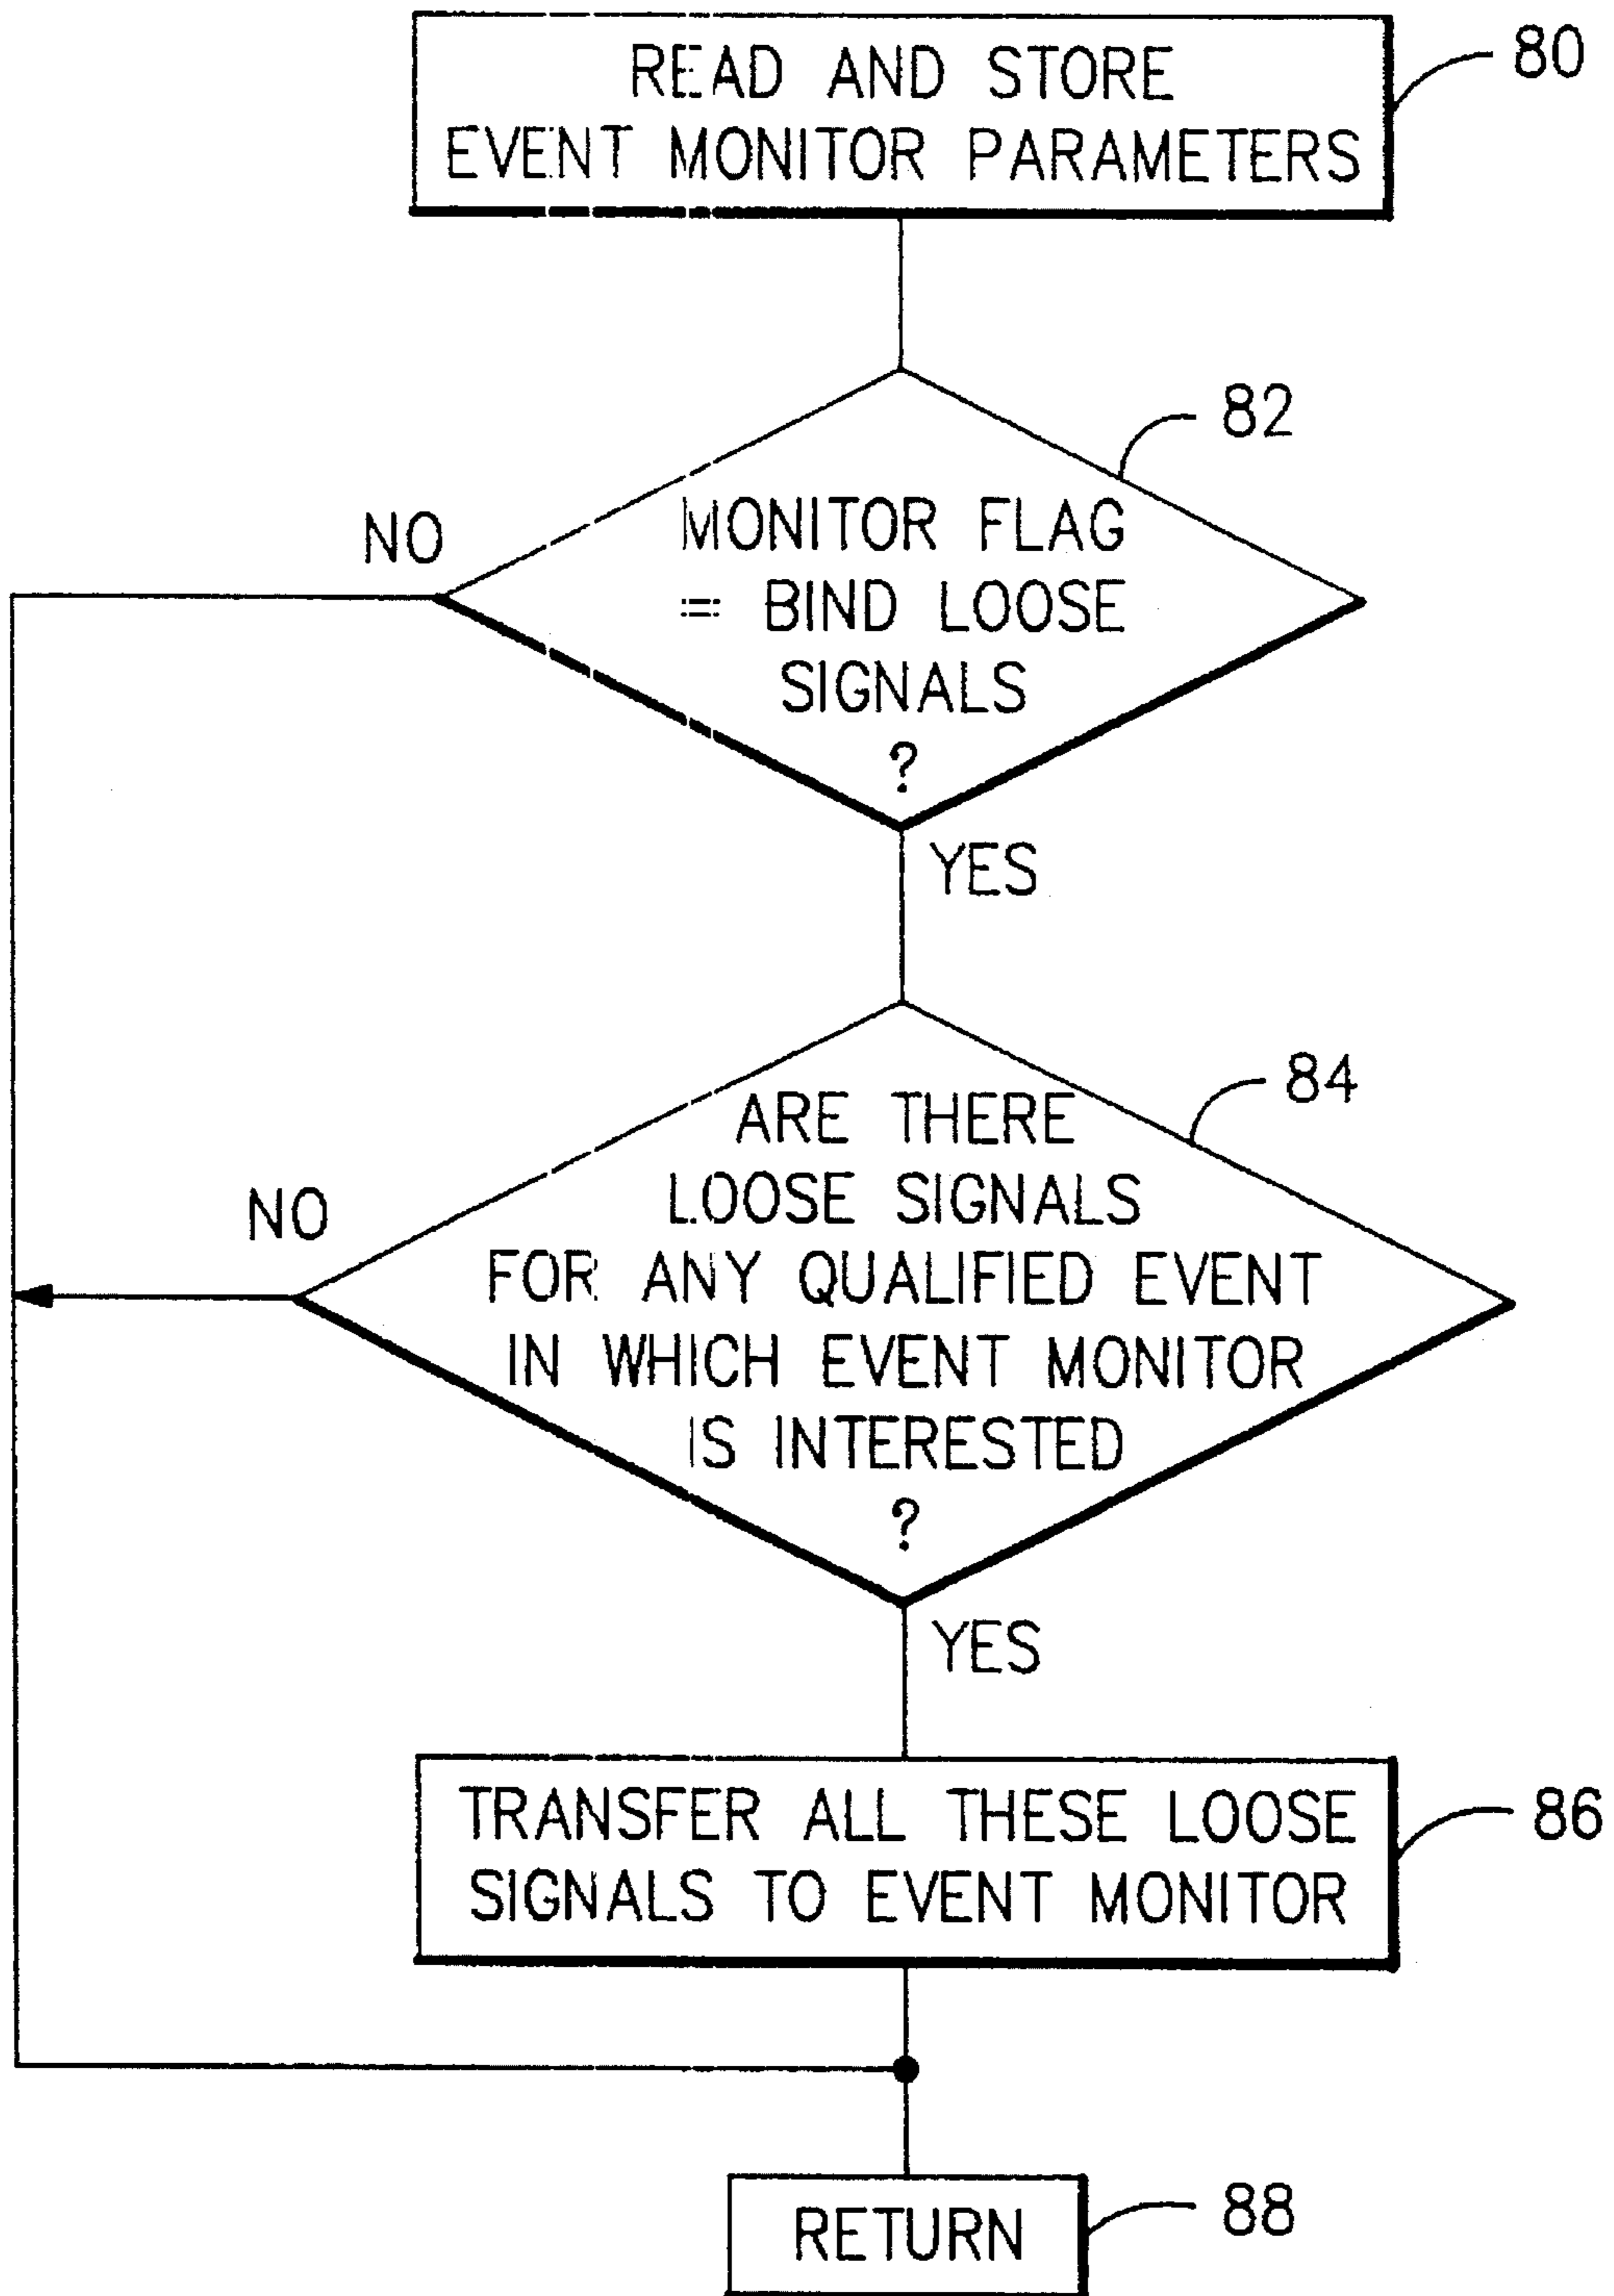 READ AND STORE
EVENT MONITOR PARAMETERS
80
82
NO
MONITOR FLAG
= BIND LOOSE
SIGNALS
?
YES
84
NO
ARE THERE
LOOSE SIGNALS
FOR ANY QUALIFIED EVENT
IN WHICH EVENT MONITOR
IS INTERESTED
?
YES
TRANSFER ALL THESE LOOSE
SIGNALS TO EVENT MONITOR
86
RETURN
88